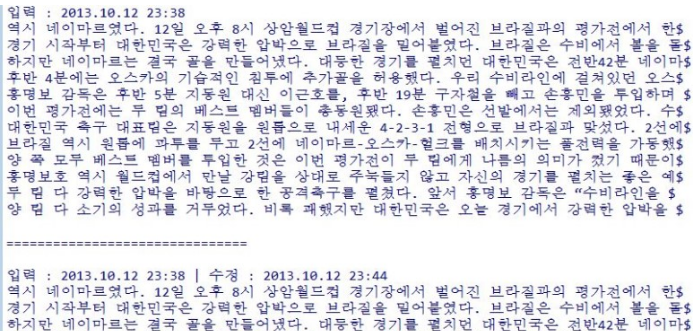 입력 : 2013.10.12 23:38
역시 네이마르였다. 12일 오후 8시 상암월드컵 경기장에서 벌어진 브라질과의 평가전에서 한$
경기 시작부터 대한민국은 강력한 압박으로 브라질을 밀어붙였다. 브라질은 수비에서 볼을 돌$
하지만 네이마르는 결국 골을 만들어냈다. 대등한 경기를 펼치던 대한민국은 전반42분 네이마$
후반 4분에는 오스카의 기습적인 침투에 추가골을 허용했다. 우리 수비라인에 걸쳐있던 오스$
홍명보 감독은 후반 5분 지동원 대신 이근호를, 후반 19분 구자철을 빼고 손흥민을 투입하며 $
이번 평가전에는 두 팀의 베스트 멤버들이 총동원됐다. 손흥민은 선발에서는 제외됐었다. 수$
대한민국 축구 대표팀은 지동원을 원톱으로 내세운 4-2-3-1 전형으로 브라질과 맞섰다. 2선에$
브라질 역시 원톱에 파투를 두고 2선에 네이마르-오스카-헐크를 배치시키는 풀전력을 가동했$
양 쪽 모두 베스트 멤버를 투입한 것은 이번 평가전이 두 팀에게 나름의 의미가 컸기 때문이$
홍명보호 역시 월드컵에서 만날 강팀을 상대로 주눅들지 않고 자신의 경기를 펼치는 좋은 예$
두 팀 다 강력한 압박을 바탕으로 한 공격축구를 펼쳤다. 앞서 홍명보 감독은 “수비라인을 $
양 팀 다 소기의 성과를 거두었다. 비록 패했지만 대한민국은 오늘 경기에서 강력한 압박을 $
===============================
입력 : 2013.10.12 23:38 | 수정 : 2013.10.12 23:44
역시 네이마르였다. 12일 오후 8시 상암월드컵 경기장에서 벌어진 브라질과의 평가전에서 한$
경기 시작부터 대한민국은 강력한 압박으로 브라질을 밀어붙였다. 브라질은 수비에서 볼을 돌$
하지만 네이마르는 결국 골을 만들어냈다. 대등한 경기를 펼치던 대한민국은 전반42분 네이마$